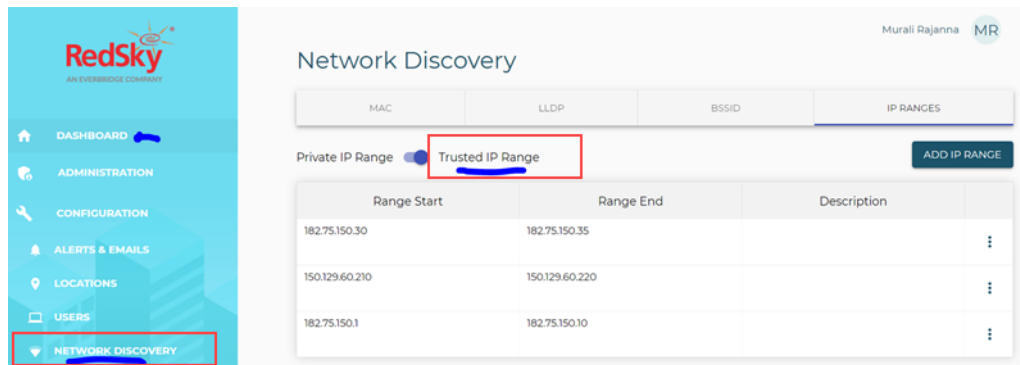 RedSky
AN EVERBRIDGE COMPANY
DASHBOARD
ADMINISTRATION
CONFIGURATION
ALERTS & EMAILS
LOCATIONS
USERS
NETWORK DISCOVERY
Murali Rajanna MR
Network Discovery
MAC LLDP BSSID IP RANGES
Private IP Range Trusted IP Range ADD IP RANGE
Range Start Range End Description
182.75.150.30 182.75.150.35
150.129.60.210 150.129.60.220
182.75.150.1 182.75.150.10